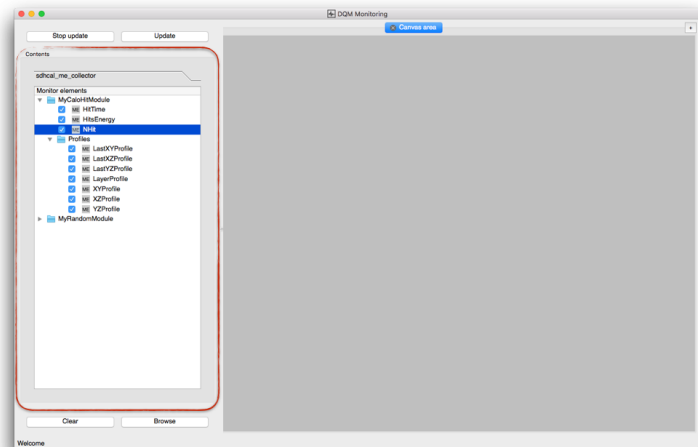 DQM Monitoring
Stop update
Update
Canvas area
+
Contents
sdhcal_me_collector
Monitor elements
MyCaloHitModule
ME HitTime
ME HitsEnergy
ME NHit
Profiles
ME LastXYProfile
ME LastXZProfile
ME LastYZProfile
ME LayerProfile
ME XYProfile
ME XZProfile
ME YZProfile
MyRandomModule
Clear
Browse
Welcome